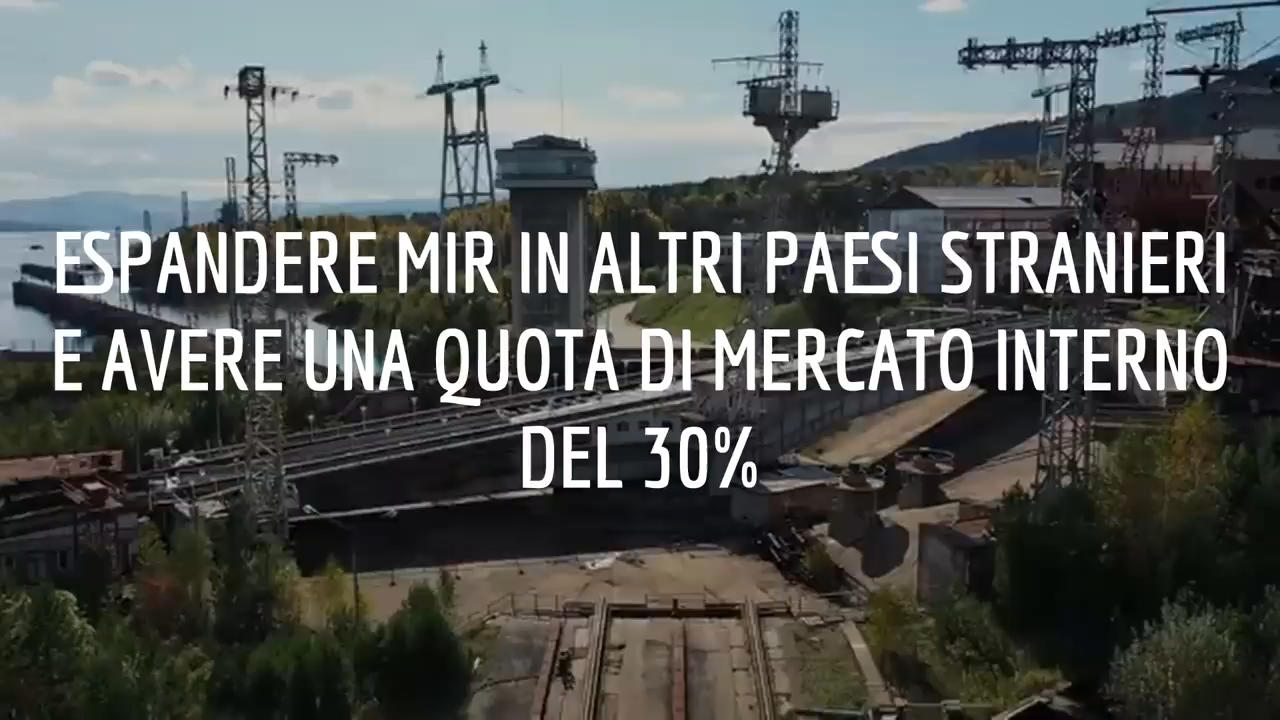 ESPANDERE MIR IN ALTRI PAESI STRANIERI
E AVERE UNA QUOTA DI MERCATO INTERNO
DEL 30%